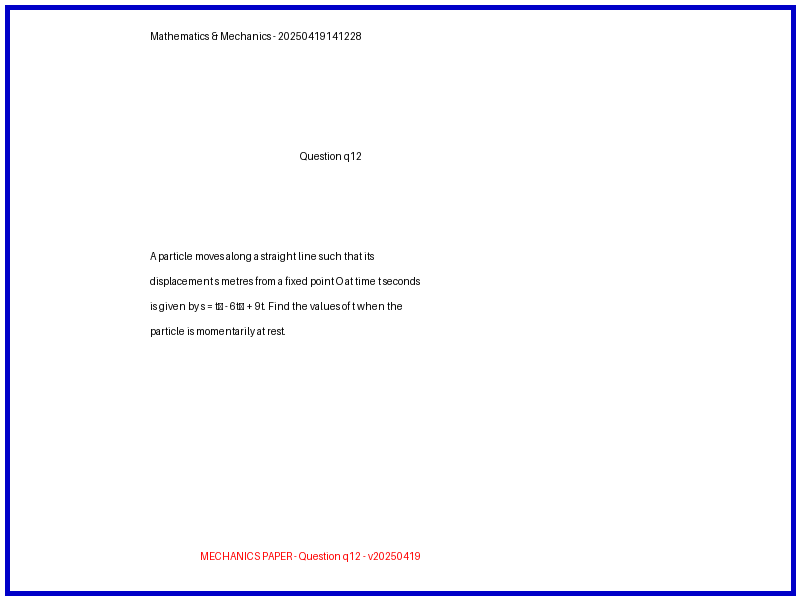 Mathematics & Mechanics - 20250419141228
Question q12
A particle moves along a straight line such that its
displacement s metres from a fixed point O at time t seconds
is given by s = t□ - 6t□ + 9t. Find the values of t when the
particle is momentarily at rest.
MECHANICS PAPER - Question q12 - v20250419